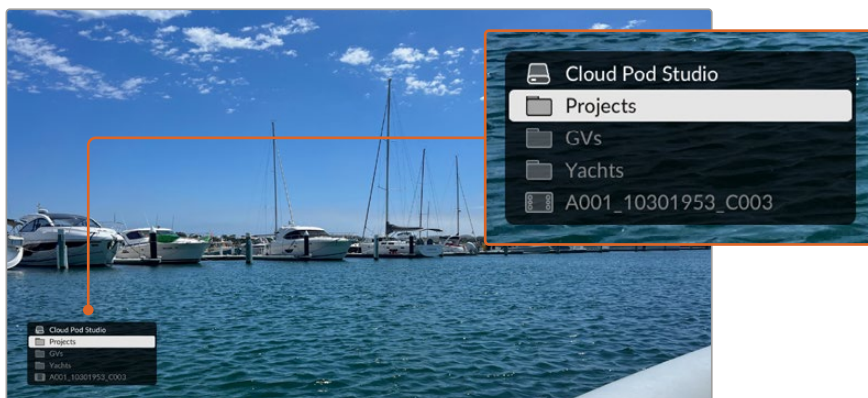 Cloud Pod Studio
Projects
GVs
Yachts
A001_10301953_C003
Cloud Pod Studio
Projects
GVs
Yachts
A001_10301953_C003